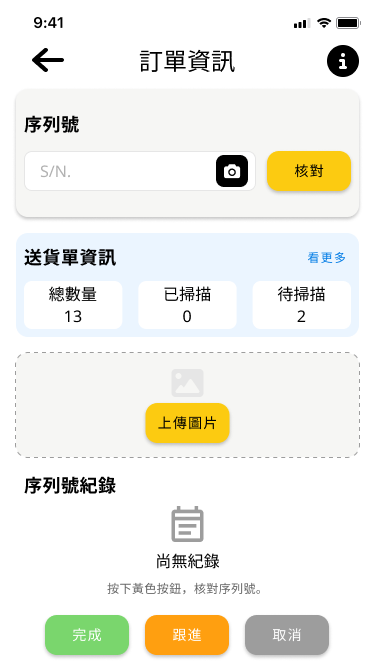 9:41
訂單資訊
序列號
S/N.
核對
送貨單資訊
看更多
總數量
13
已掃描
0
待掃描
2
上傳圖片
序列號紀錄
尚無紀錄
按下黃色按鈕，核對序列號。
完成
跟進
取消